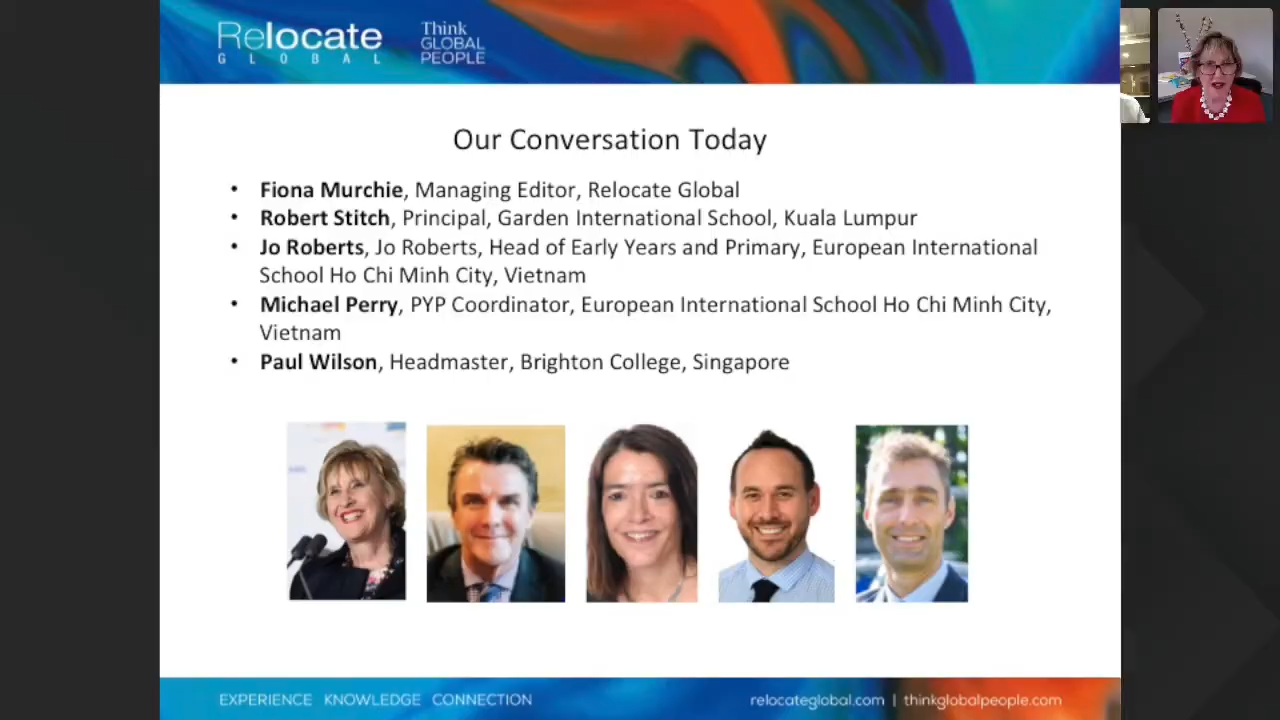 Relocate
GLOBAL
Think
GLOBAL
PEOPLE
Our Conversation Today
• Fiona Murchie, Managing Editor, Relocate Global
• Robert Stitch, Principal, Garden International School, Kuala Lumpur
• Jo Roberts, Jo Roberts, Head of Early Years and Primary, European International
School Ho Chi Minh City, Vietnam
• Michael Perry, PYP Coordinator, European International School Ho Chi Minh City,
Vietnam
• Paul Wilson, Headmaster, Brighton College, Singapore
EXPERIENCE KNOWLEDGE CONNECTION
relocateglobal.com | thinkglobalpeople.com